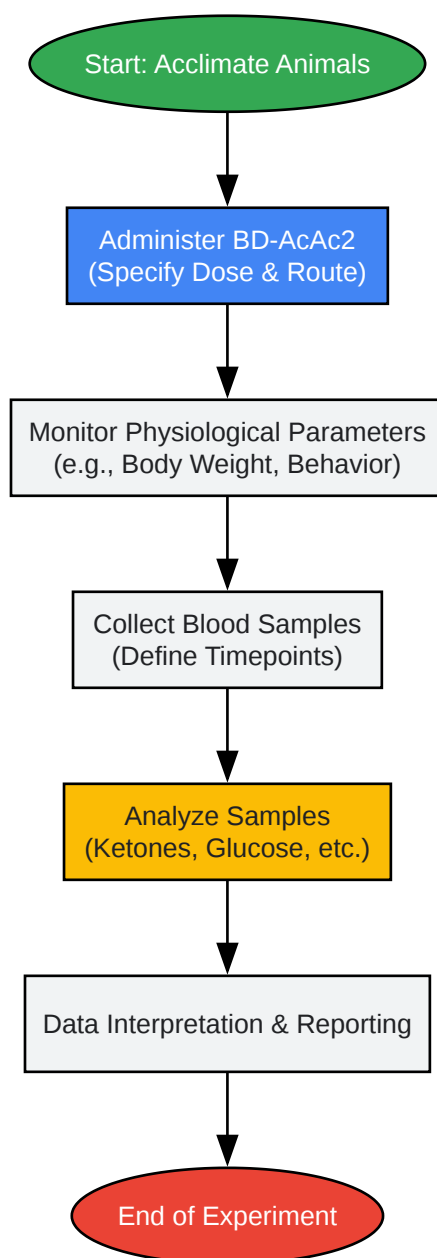 Start: Acclimate Animals
Administer BD-AcAc2
(Specify Dose & Route)
Monitor Physiological Parameters
(e.g., Body Weight, Behavior)
Collect Blood Samples
(Define Timepoints)
Analyze Samples
(Ketones, Glucose, etc.)
Data Interpretation & Reporting
End of Experiment